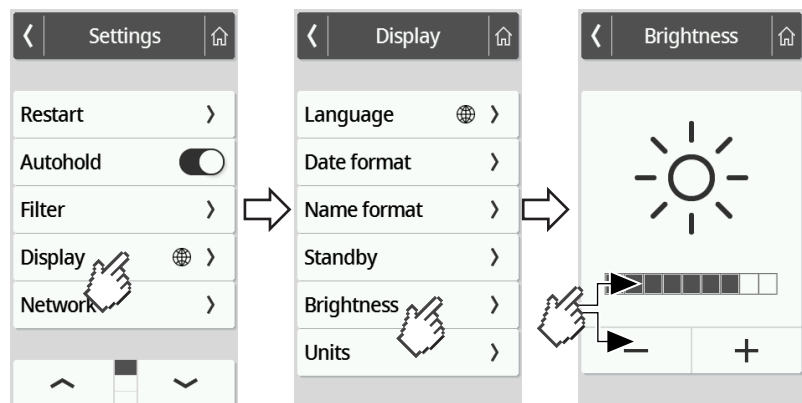 Settings
Restart
Autohold
Filter
Display
Network
Display
Language
Date format
Name format
Standby
Brightness
Units
Brightness